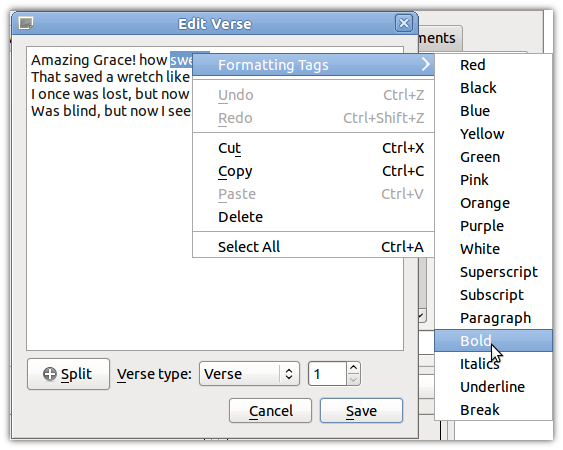 Edit Verse
ments
Amazing Grace! how swe
That saved a wretch like
I once was lost, but now
Was blind, but now I see
Formatting Tags
Undo Ctrl+Z
Redo Ctrl+Shift+Z
Cut Ctrl+X
Copy Ctrl+C
Paste Ctrl+V
Delete
Select All Ctrl+A
Red
Black
Blue
Yellow
Green
Pink
Orange
Purple
White
Superscript
Subscript
Paragraph
Bold
Italics
Underline
Break
Split Verse type: Verse 1
Cancel Save